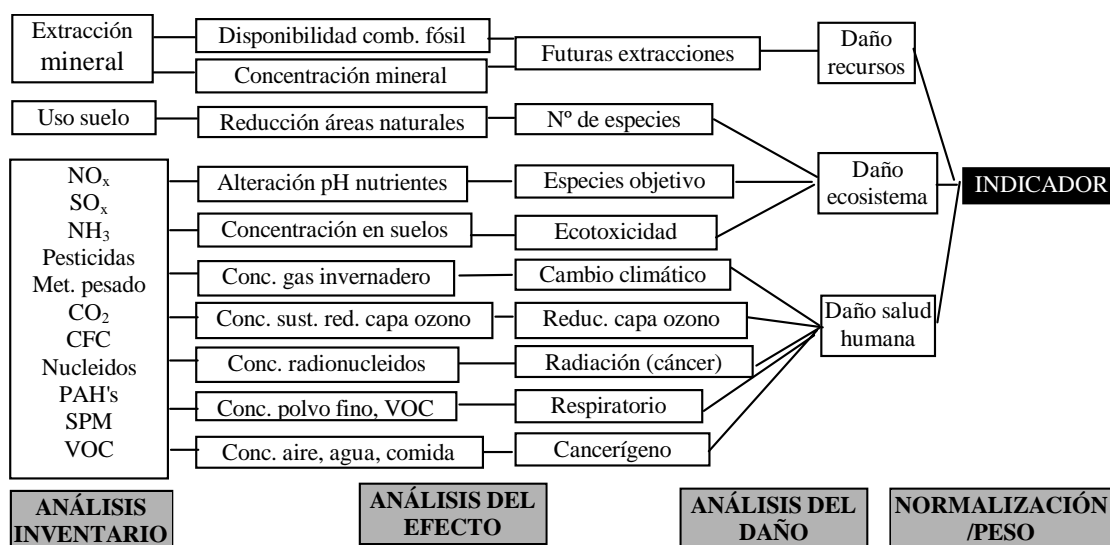 Extracción
mineral
Disponibilidad comb. fósil
Concentración mineral
Futuras extracciones
Daño
recursos
Uso suelo
Reducción áreas naturales
Nº de especies
NOₓ
SOₓ
NH₃
Pesticidas
Met. pesado
CO₂
CFC
Nucleidos
PAH's
SPM
VOC
Alteración pH nutrientes
Especies objetivo
Concentración en suelos
Ecotoxicidad
Daño
ecosistema
INDICADOR
Conc. gas invernadero
Cambio climático
Conc. sust. red. capa ozono
Reduc. capa ozono
Conc. radionucleidos
Radiación (cáncer)
Conc. polvo fino, VOC
Respiratorio
Conc. aire, agua, comida
Cancerígeno
Daño salud
humana
ANÁLISIS
INVENTARIO
ANÁLISIS DEL
EFECTO
ANÁLISIS DEL
DAÑO
NORMALIZACIÓN
/PESO